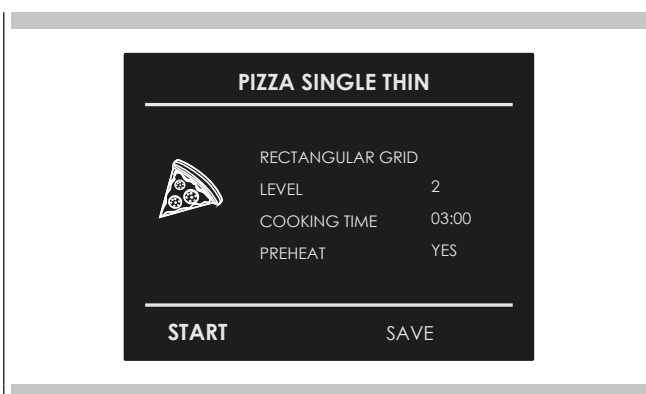 PIZZA SINGLE THIN
RECTANGULAR GRID
LEVEL 2
COOKING TIME 03:00
PREHEAT YES
START SAVE